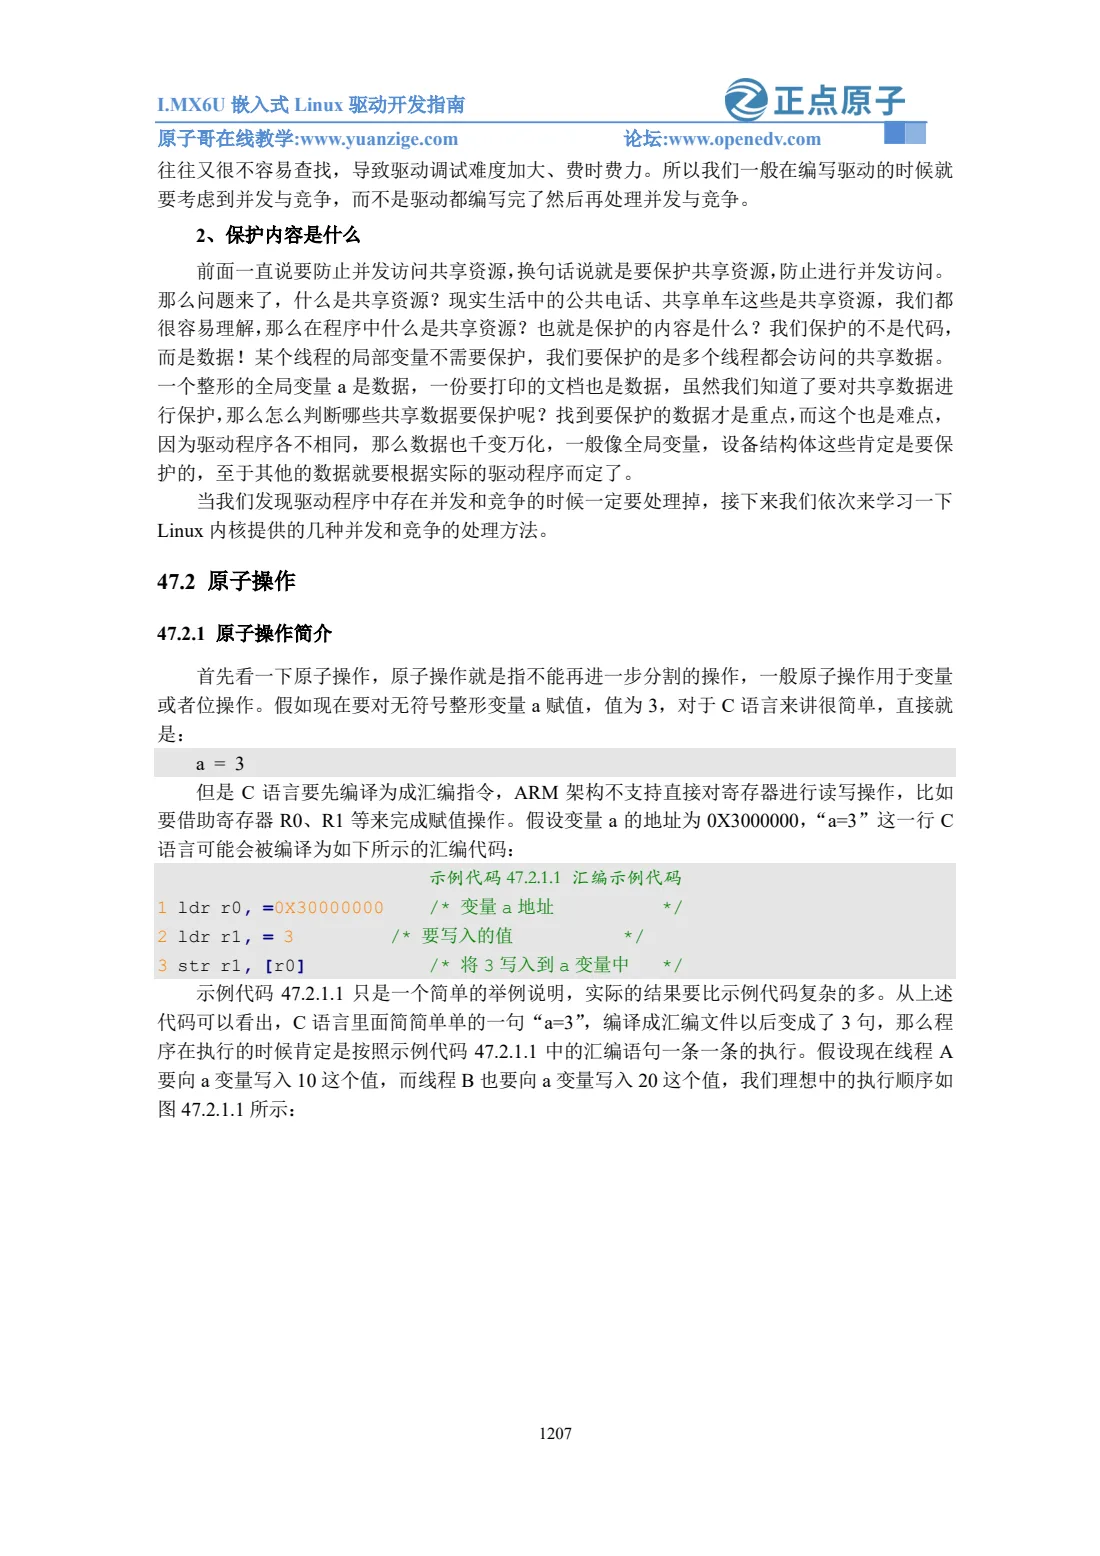 I.MX6U 嵌入式 Linux 驱动开发指南
正点原子
原子哥在线教学:www.yuanzige.com 论坛:www.openedv.com
往往又很不容易查找，导致驱动调试难度加大、费时费力。所以我们一般在编写驱动的时候就
要考虑到并发与竞争，而不是驱动都编写完了然后再处理并发与竞争。
2、保护内容是什么
前面一直说要防止并发访问共享资源，换句话说就是要保护共享资源，防止进行并发访问。
那么问题来了，什么是共享资源？现实生活中的公共电话、共享单车这些是共享资源，我们都
很容易理解，那么在程序中什么是共享资源？也就是保护的内容是什么？我们保护的不是代码，
而是数据！某个线程的局部变量不需要保护，我们要保护的是多个线程都会访问的共享数据。
一个整形的全局变量 a 是数据，一份要打印的文档也是数据，虽然我们知道了要对共享数据进
行保护，那么怎么判断哪些共享数据要保护呢？找到要保护的数据才是重点，而这个也是难点，
因为驱动程序各不相同，那么数据也千变万化，一般像全局变量，设备结构体这些肯定是要保
护的，至于其他的数据就要根据实际的驱动程序而定了。
当我们发现驱动程序中存在并发和竞争的时候一定要处理掉，接下来我们依次来学习一下
Linux 内核提供的几种并发和竞争的处理方法。
47.2 原子操作
47.2.1 原子操作简介
首先看一下原子操作，原子操作就是指不能再进一步分割的操作，一般原子操作用于变量
或者位操作。假如现在要对无符号整形变量 a 赋值，值为 3，对于 C 语言来讲很简单，直接就
是：
a = 3
但是 C 语言要先编译为成汇编指令，ARM 架构不支持直接对寄存器进行读写操作，比如
要借助寄存器 R0、R1 等来完成赋值操作。假设变量 a 的地址为 0X3000000，“a=3”这一行 C
语言可能会被编译为如下所示的汇编代码：
示例代码 47.2.1.1 汇编示例代码
1 ldr r0, =0X30000000 /* 变量 a 地址 */
2 ldr r1, = 3 /* 要写入的值 */
3 str r1, [r0] /* 将 3 写入到 a 变量中 */
示例代码 47.2.1.1 只是一个简单的举例说明，实际的结果要比示例代码复杂的多。从上述
代码可以看出，C 语言里面简简单单的一句“a=3”，编译成汇编文件以后变成了 3 句，那么程
序在执行的时候肯定是按照示例代码 47.2.1.1 中的汇编语句一条一条的执行。假设现在线程 A
要向 a 变量写入 10 这个值，而线程 B 也要向 a 变量写入 20 这个值，我们理想中的执行顺序如
图 47.2.1.1 所示：
1207